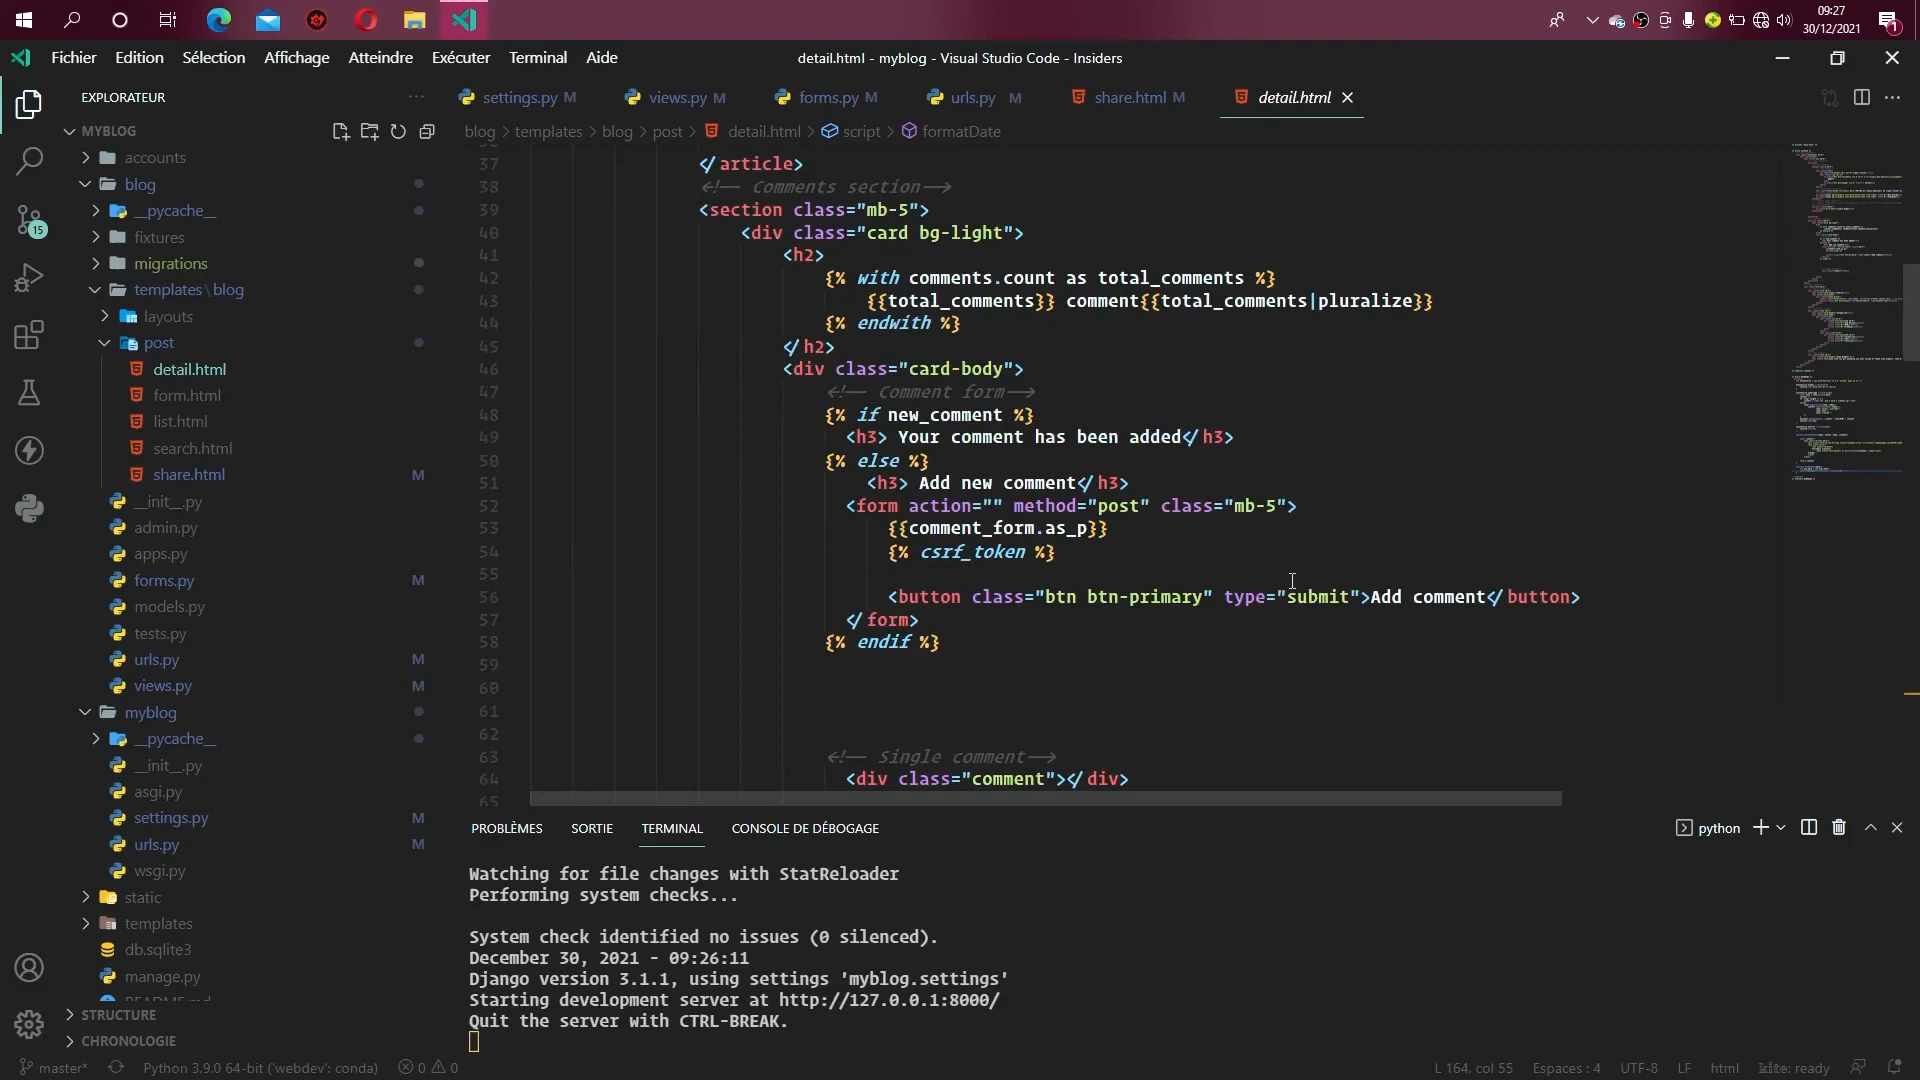 09:27
30/12/2021
1
Fichier Edition Sélection Affichage Atteindre Exécuter Terminal Aide
detail.html - myblog - Visual Studio Code - Insiders
EXPLORATEUR ···
settings.py M views.py M forms.py M urls.py M share.html M detail.html
MYBLOG
blog > templates > blog > post > detail.html > script > formatDate
accounts
blog
__pycache__
fixtures
migrations
templates\blog
layouts
post
detail.html
form.html
list.html
search.html
share.html M
__init__.py
admin.py
apps.py
forms.py M
models.py
tests.py
urls.py M
views.py M
myblog
__pycache__
__init__.py
asgi.py
settings.py M
urls.py M
wsgi.py
static
templates
db.sqlite3
manage.py
README.md
STRUCTURE
CHRONOLOGIE
15
37 </article>
38 <!-- Comments section-->
39 <section class="mb-5">
40 <div class="card bg-light">
41 <h2>
42 {% with comments.count as total_comments %}
43 {{total_comments}} comment{{total_comments|pluralize}}
44 {% endwith %}
45 </h2>
46 <div class="card-body">
47 <!-- Comment form-->
48 {% if new_comment %}
49 <h3> Your comment has been added</h3>
50 {% else %}
51 <h3> Add new comment</h3>
52 <form action="" method="post" class="mb-5">
53 {{comment_form.as_p}}
54 {% csrf_token %}
55
56 <button class="btn btn-primary" type="submit">Add comment</button>
57 </form>
58 {% endif %}
59
60
61
62
63 <!-- Single comment-->
64 <div class="comment"></div>
65
PROBLÈMES SORTIE TERMINAL CONSOLE DE DÉBOGAGE
python
Watching for file changes with StatReloader
Performing system checks...
System check identified no issues (0 silenced).
December 30, 2021 - 09:26:11
Django version 3.1.1, using settings 'myblog.settings'
Starting development server at http://127.0.0.1:8000/
Quit the server with CTRL-BREAK.
master* Python 3.9.0 64-bit ('webdev': conda) 0 0 L 164, col 55 Espaces : 4 UTF-8 LF html kite: ready